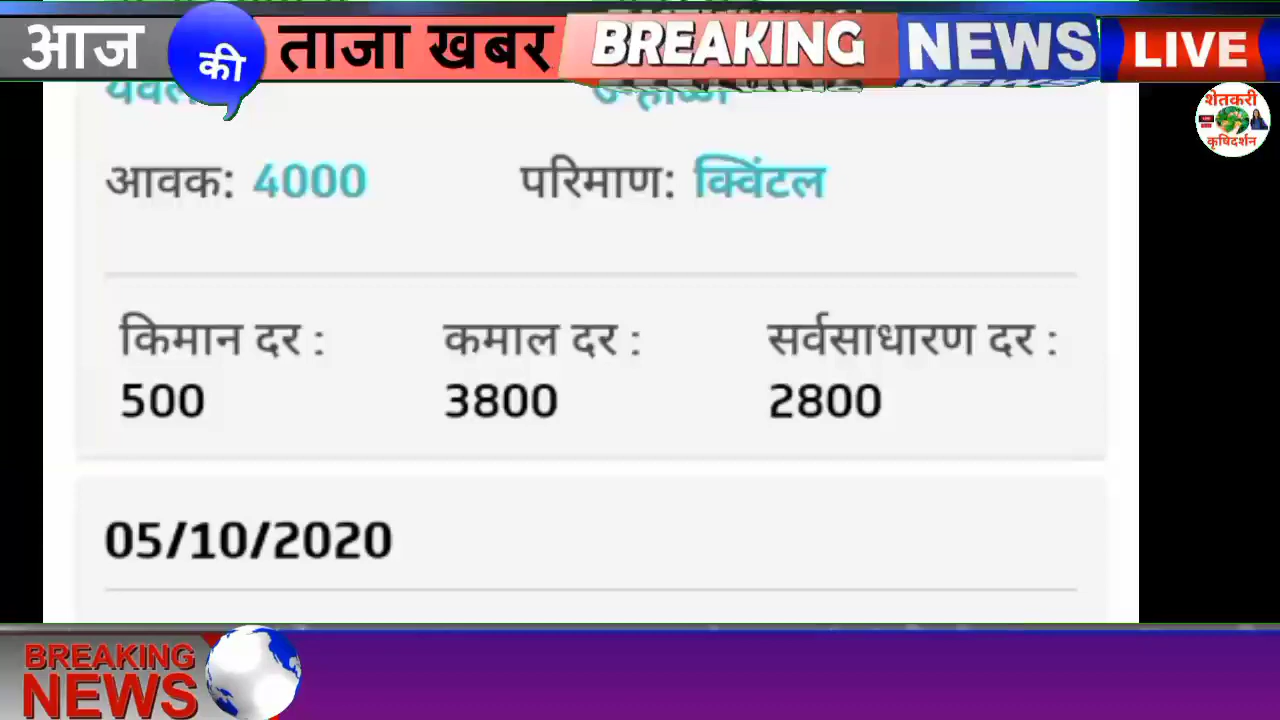 आज की ताजा खबर BREAKING NEWS LIVE
शेतकरी
कृषिदर्शन
आवक: 4000 परिमाण: क्विंटल
किमान दर : कमाल दर : सर्वसाधारण दर :
500 3800 2800
05/10/2020
BREAKING
NEWS